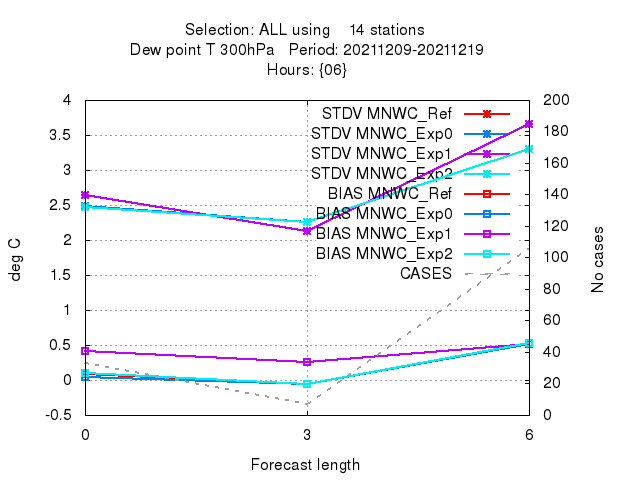 Selection: ALL using    14 stations
Dew point T 300hPa   Period: 20211209-20211219
Hours: {06}
4
3.5
3
2.5
2
1.5
1
0.5
0
-0.5
200
180
160
140
120
100
80
60
40
20
0
STDV MNWC_Ref
STDV MNWC_Exp0
STDV MNWC_Exp1
STDV MNWC_Exp2
BIAS MNWC_Ref
BIAS MNWC_Exp0
BIAS MNWC_Exp1
BIAS MNWC_Exp2
CASES
deg C
No cases
0 3 6
Forecast length